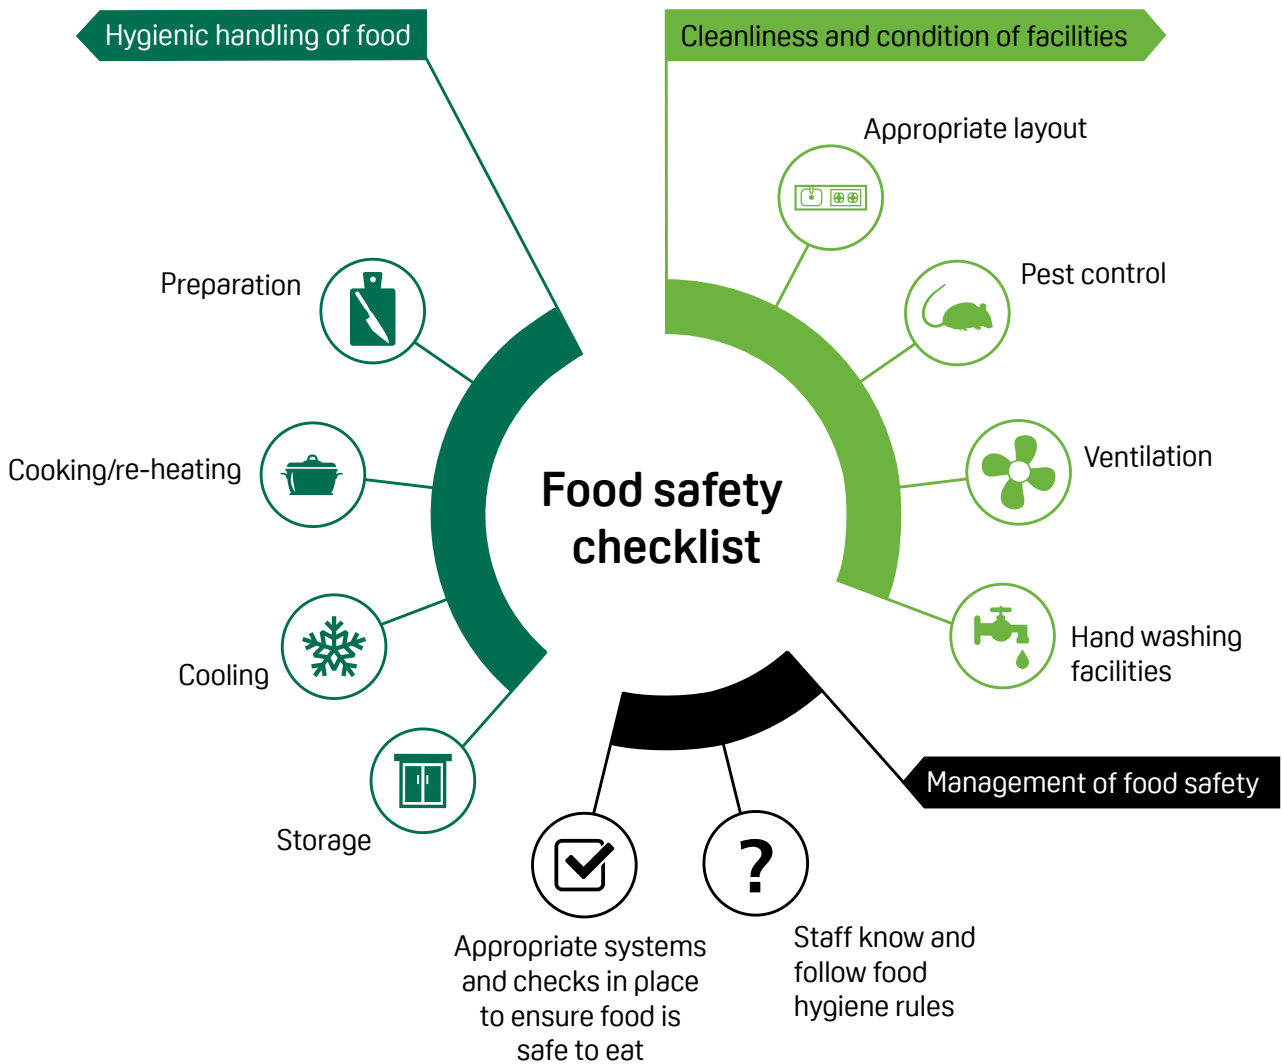 Hygienic handling of food
Preparation
Cooking/re-heating
Cooling
Storage
Food safety
checklist
Cleanliness and condition of facilities
Appropriate layout
Pest control
Ventilation
Hand washing
facilities
Management of food safety
?
Appropriate systems
and checks in place
to ensure food is
safe to eat
Staff know and
follow food
hygiene rules